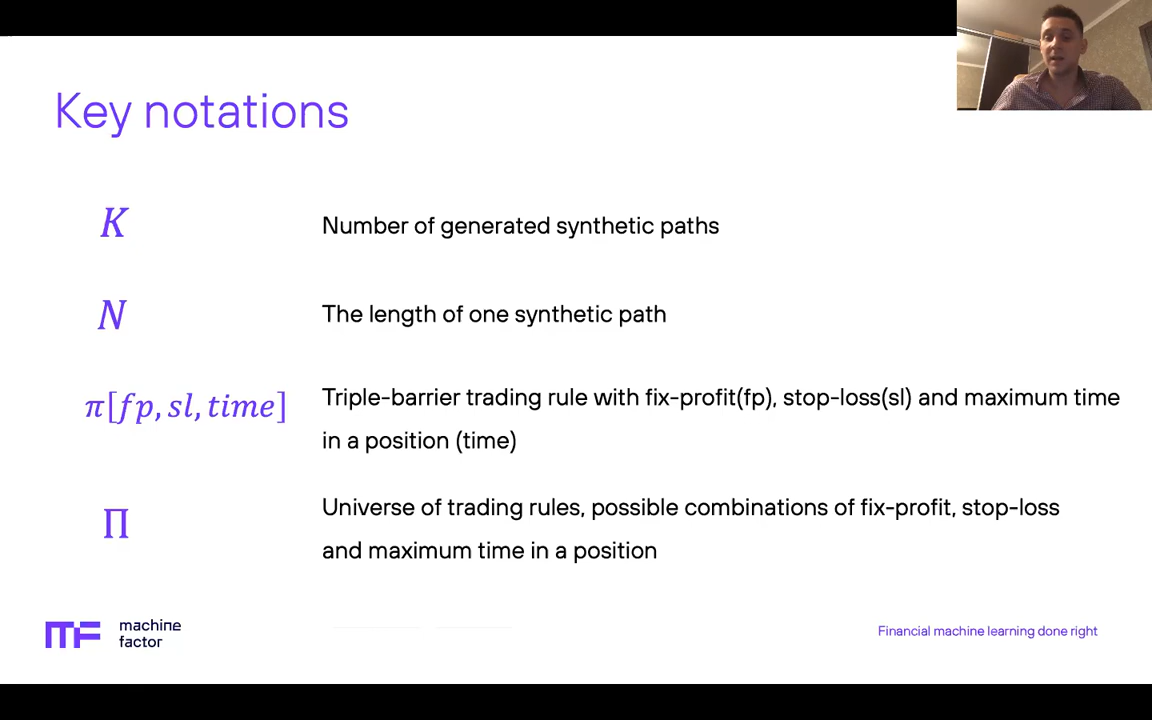 Key notations
K
Number of generated synthetic paths
N
The length of one synthetic path
π[fp, sl, time]
Triple-barrier trading rule with fix-profit(fp), stop-loss(sl) and maximum time
in a position (time)
Π
Universe of trading rules, possible combinations of fix-profit, stop-loss
and maximum time in a position
MF
machine
factor
Financial machine learning done right